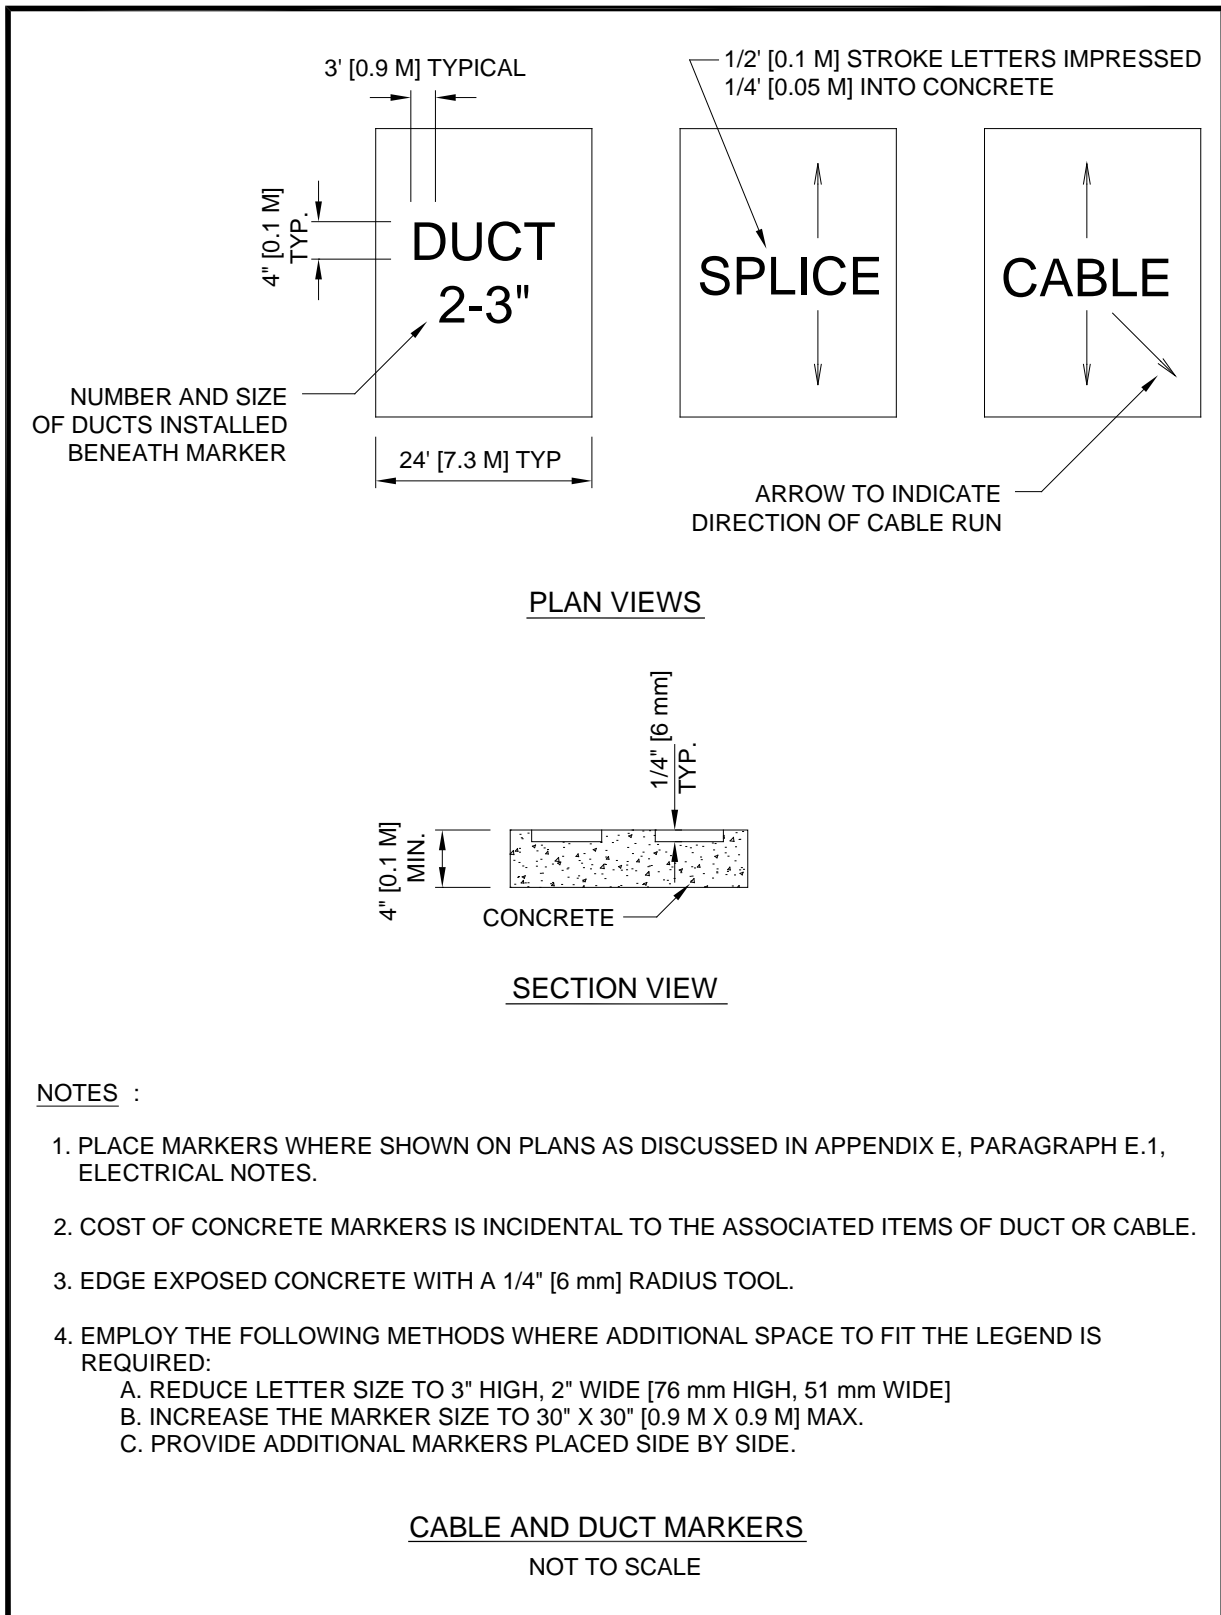 3' [0.9 M] TYPICAL
1/2' [0.1 M] STROKE LETTERS IMPRESSED
1/4' [0.05 M] INTO CONCRETE
4" [0.1 M]
TYP.
DUCT
2-3"
SPLICE
CABLE
NUMBER AND SIZE
OF DUCTS INSTALLED
BENEATH MARKER
24' [7.3 M] TYP
ARROW TO INDICATE
DIRECTION OF CABLE RUN
PLAN VIEWS
1/4" [6 mm]
TYP.
4" [0.1 M]
MIN.
CONCRETE
SECTION VIEW
NOTES :
1. PLACE MARKERS WHERE SHOWN ON PLANS AS DISCUSSED IN APPENDIX E, PARAGRAPH E.1,
ELECTRICAL NOTES.
2. COST OF CONCRETE MARKERS IS INCIDENTAL TO THE ASSOCIATED ITEMS OF DUCT OR CABLE.
3. EDGE EXPOSED CONCRETE WITH A 1/4" [6 mm] RADIUS TOOL.
4. EMPLOY THE FOLLOWING METHODS WHERE ADDITIONAL SPACE TO FIT THE LEGEND IS
REQUIRED:
A. REDUCE LETTER SIZE TO 3" HIGH, 2" WIDE [76 mm HIGH, 51 mm WIDE]
B. INCREASE THE MARKER SIZE TO 30" X 30" [0.9 M X 0.9 M] MAX.
C. PROVIDE ADDITIONAL MARKERS PLACED SIDE BY SIDE.
CABLE AND DUCT MARKERS
NOT TO SCALE